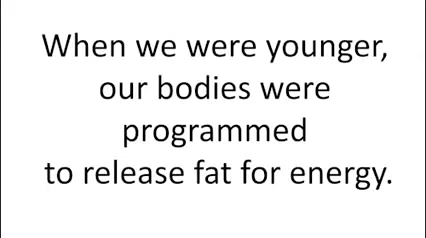 When we were younger,
our bodies were
programmed
to release fat for energy.